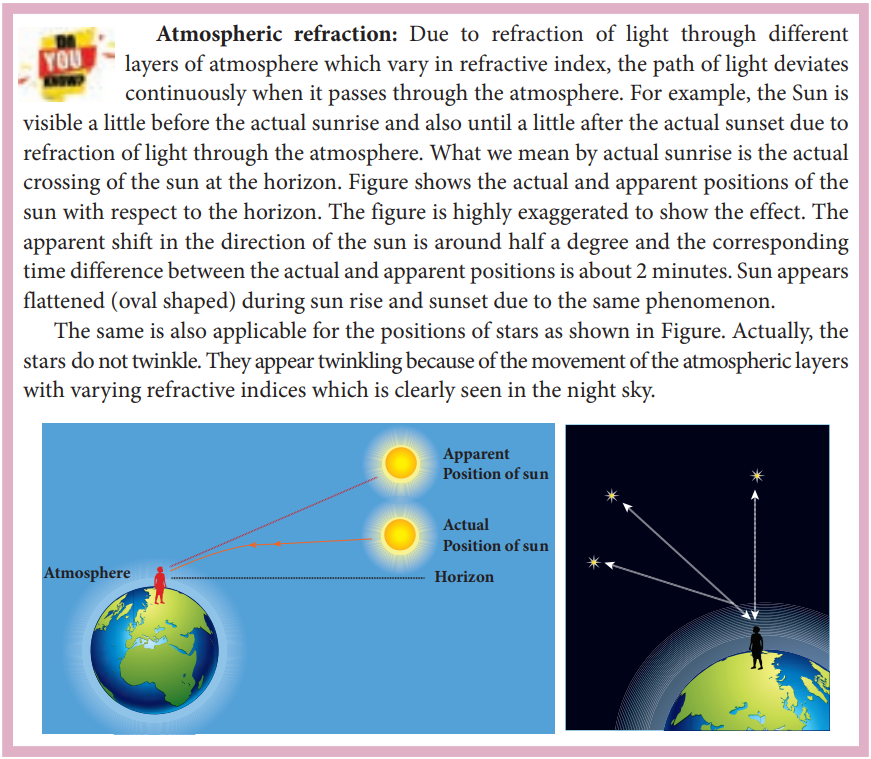 DO
YOU
KNOW?
Atmospheric refraction: Due to refraction of light through different
layers of atmosphere which vary in refractive index, the path of light deviates
continuously when it passes through the atmosphere. For example, the Sun is
visible a little before the actual sunrise and also until a little after the actual sunset due to
refraction of light through the atmosphere. What we mean by actual sunrise is the actual
crossing of the sun at the horizon. Figure shows the actual and apparent positions of the
sun with respect to the horizon. The figure is highly exaggerated to show the effect. The
apparent shift in the direction of the sun is around half a degree and the corresponding
time difference between the actual and apparent positions is about 2 minutes. Sun appears
flattened (oval shaped) during sun rise and sunset due to the same phenomenon.
The same is also applicable for the positions of stars as shown in Figure. Actually, the
stars do not twinkle. They appear twinkling because of the movement of the atmospheric layers
with varying refractive indices which is clearly seen in the night sky.
Apparent
Position of sun
Actual
Position of sun
Atmosphere
Horizon